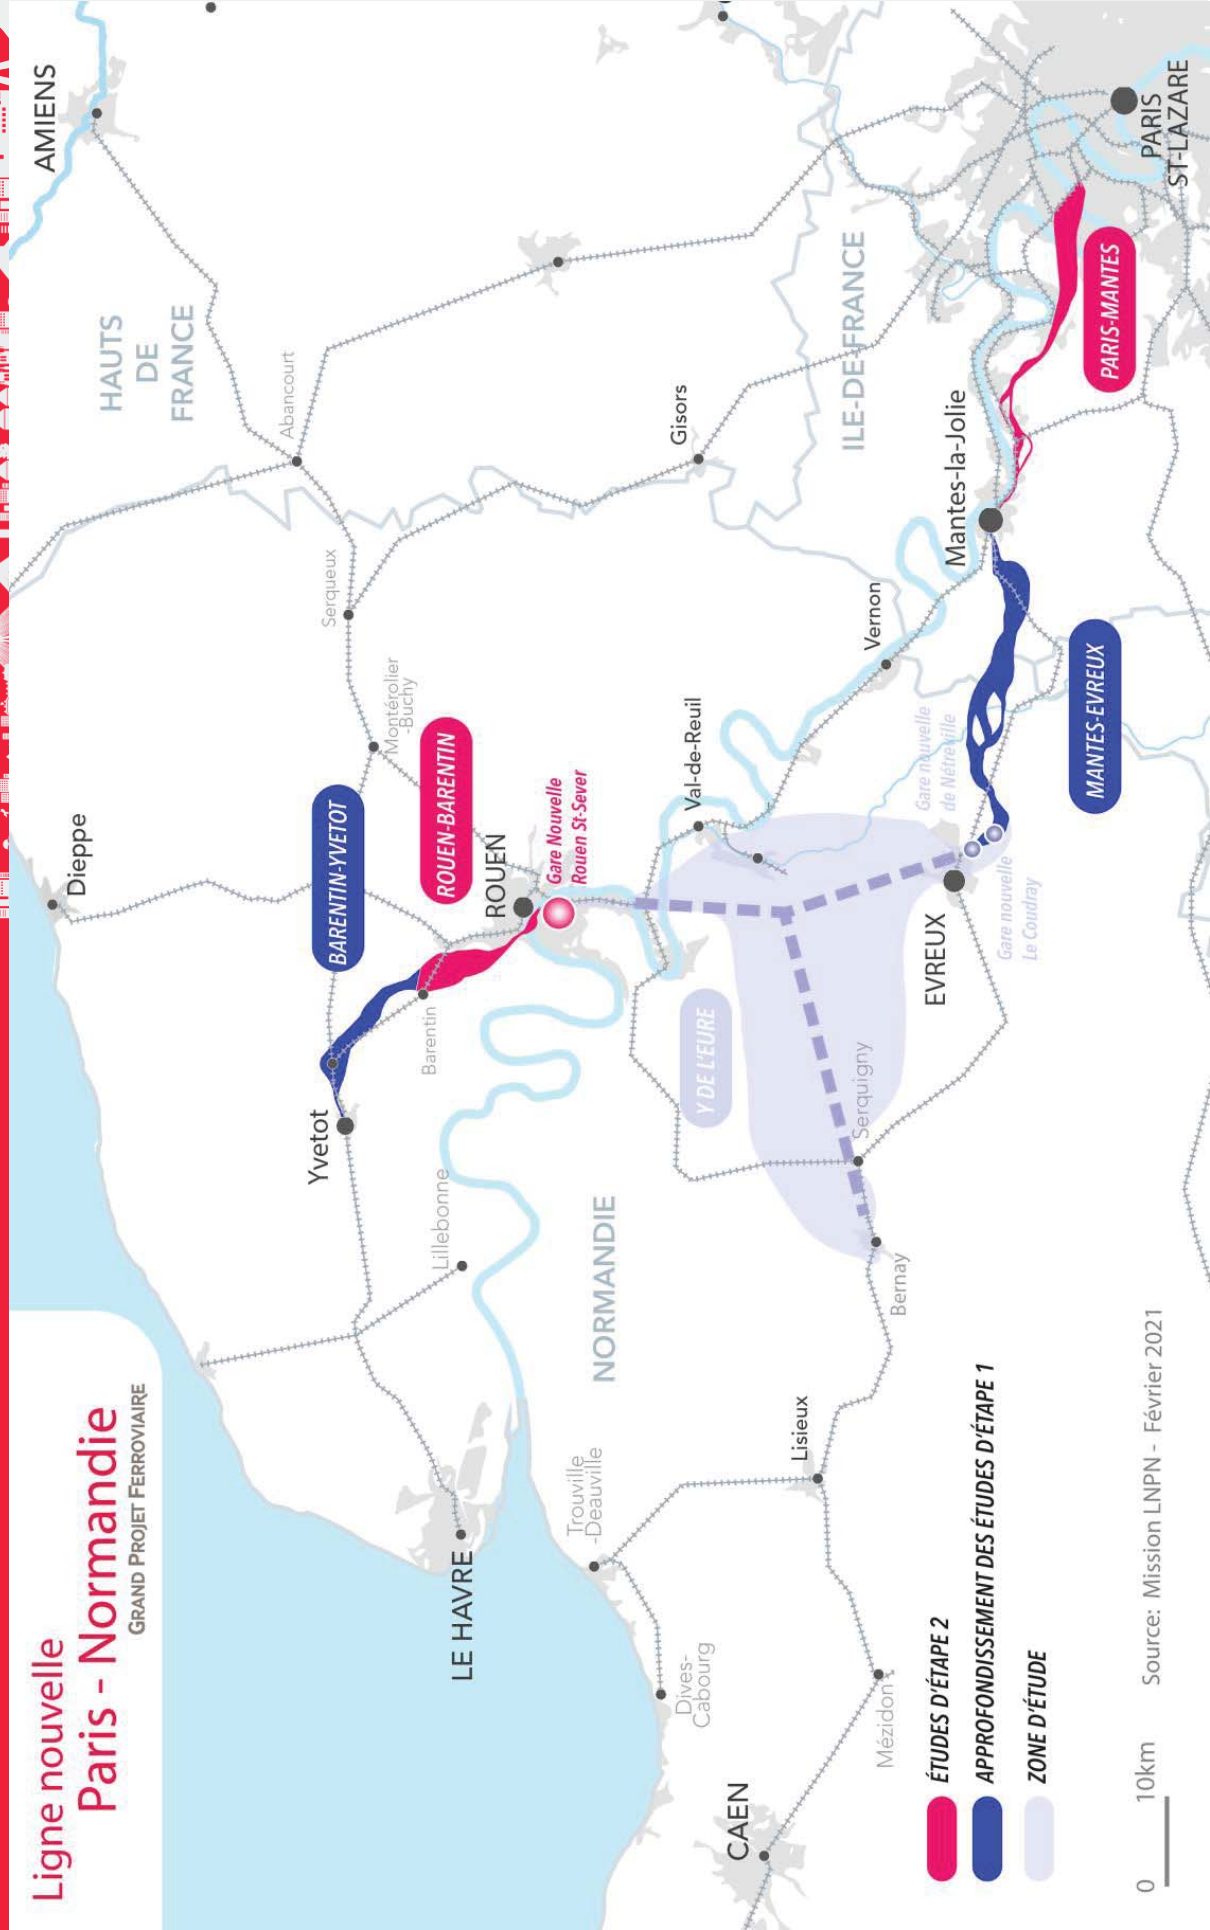 Ligne nouvelle
Paris - Normandie
GRAND PROJET FERROVIAIRE
AMIENS
HAUTS
DE
FRANCE
Abancourt
Dieppe
Serqueux
Montérolier
-Buchy
Gisors
ILE-DE-FRANCE
BARENTIN-YVETOT
ROUEN-BARENTIN
ROUEN
Gare Nouvelle
Rouen St-Sever
Barentin
Yvetot
Lillebonne
LE HAVRE
Trouville
-Deauville
Dives-
Cabourg
CAEN
Mézidon
Lisieux
NORMANDIE
Bernay
Serquigny
Y DE L'EURE
Val-de-Reuil
Vernon
EVREUX
Gare nouvelle
de Nétreville
Gare nouvelle
Le Coudray
MANTES-EVREUX
Mantes-la-Jolie
PARIS-MANTES
PARIS
ST-LAZARE
ÉTUDES D'ÉTAPE 2
APPROFONDISSEMENT DES ÉTUDES D'ÉTAPE 1
ZONE D'ÉTUDE
0 10km
Source: Mission LNPN - Février 2021